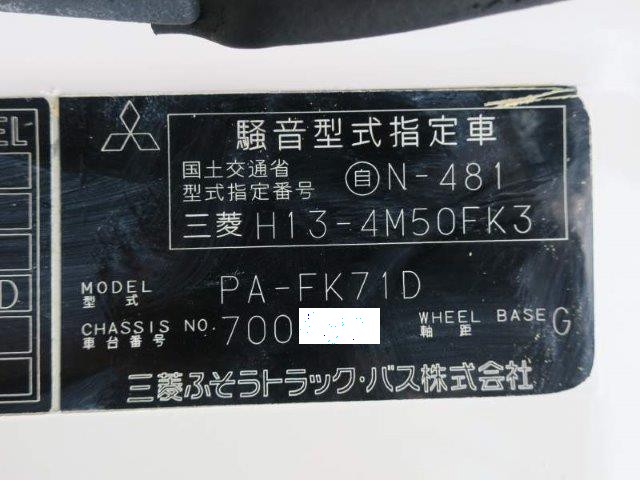 EL
D
騒音型式指定車
国土交通省
型式指定番号 自N-481
三菱 H13-4M50FK3
MODEL
型式 PA-FK71D
CHASSIS NO.
車台番号 700
WHEEL BASE
軸距 G
三菱ふそうトラック・バス株式会社